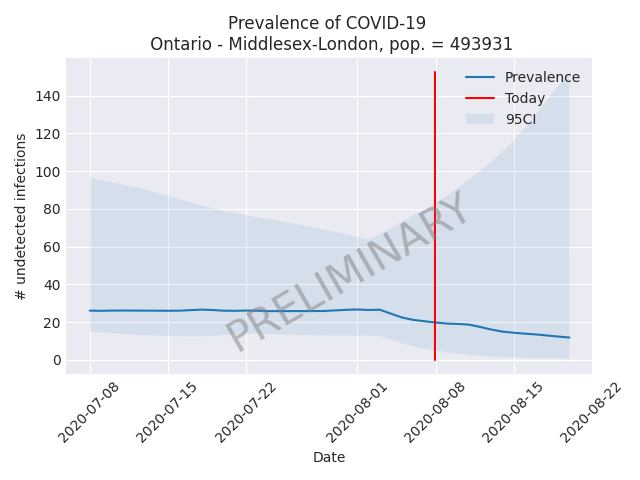 Prevalence of COVID-19
Ontario - Middlesex-London, pop. = 493931
Prevalence
Today
95CI
# undetected infections
140
120
100
80
60
40
20
0
PRELIMINARY
2020-07-08
2020-07-15
2020-07-22
2020-08-01
2020-08-08
2020-08-15
2020-08-22
Date